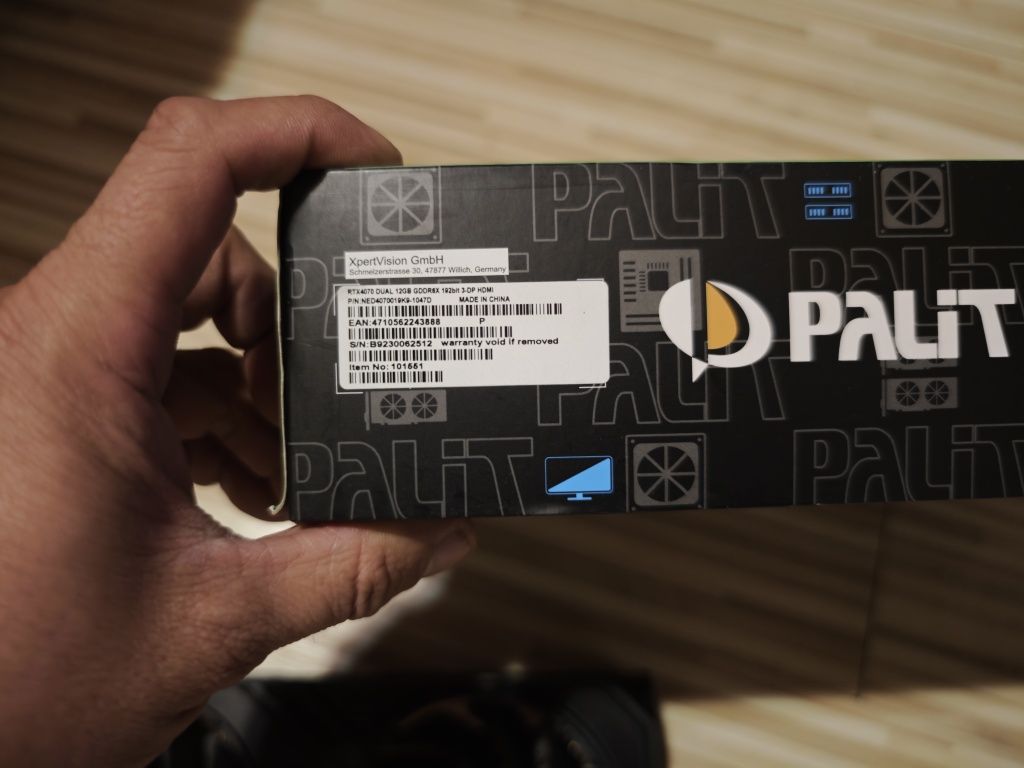 PALiT
XpertVision GmbH
Schmelzerstrasse 30, 47877 Willich, Germany
RTX4070 DUAL 12GB GDDR6X 192bit 3-DP HDMI
P/N:NED4070019K9-1047D MADE IN CHINA
EAN:4710562243888 P
S/N:B9230062512 warranty void if removed
Item No: 101551
PALiT
PALiT
PALiT
PALiT